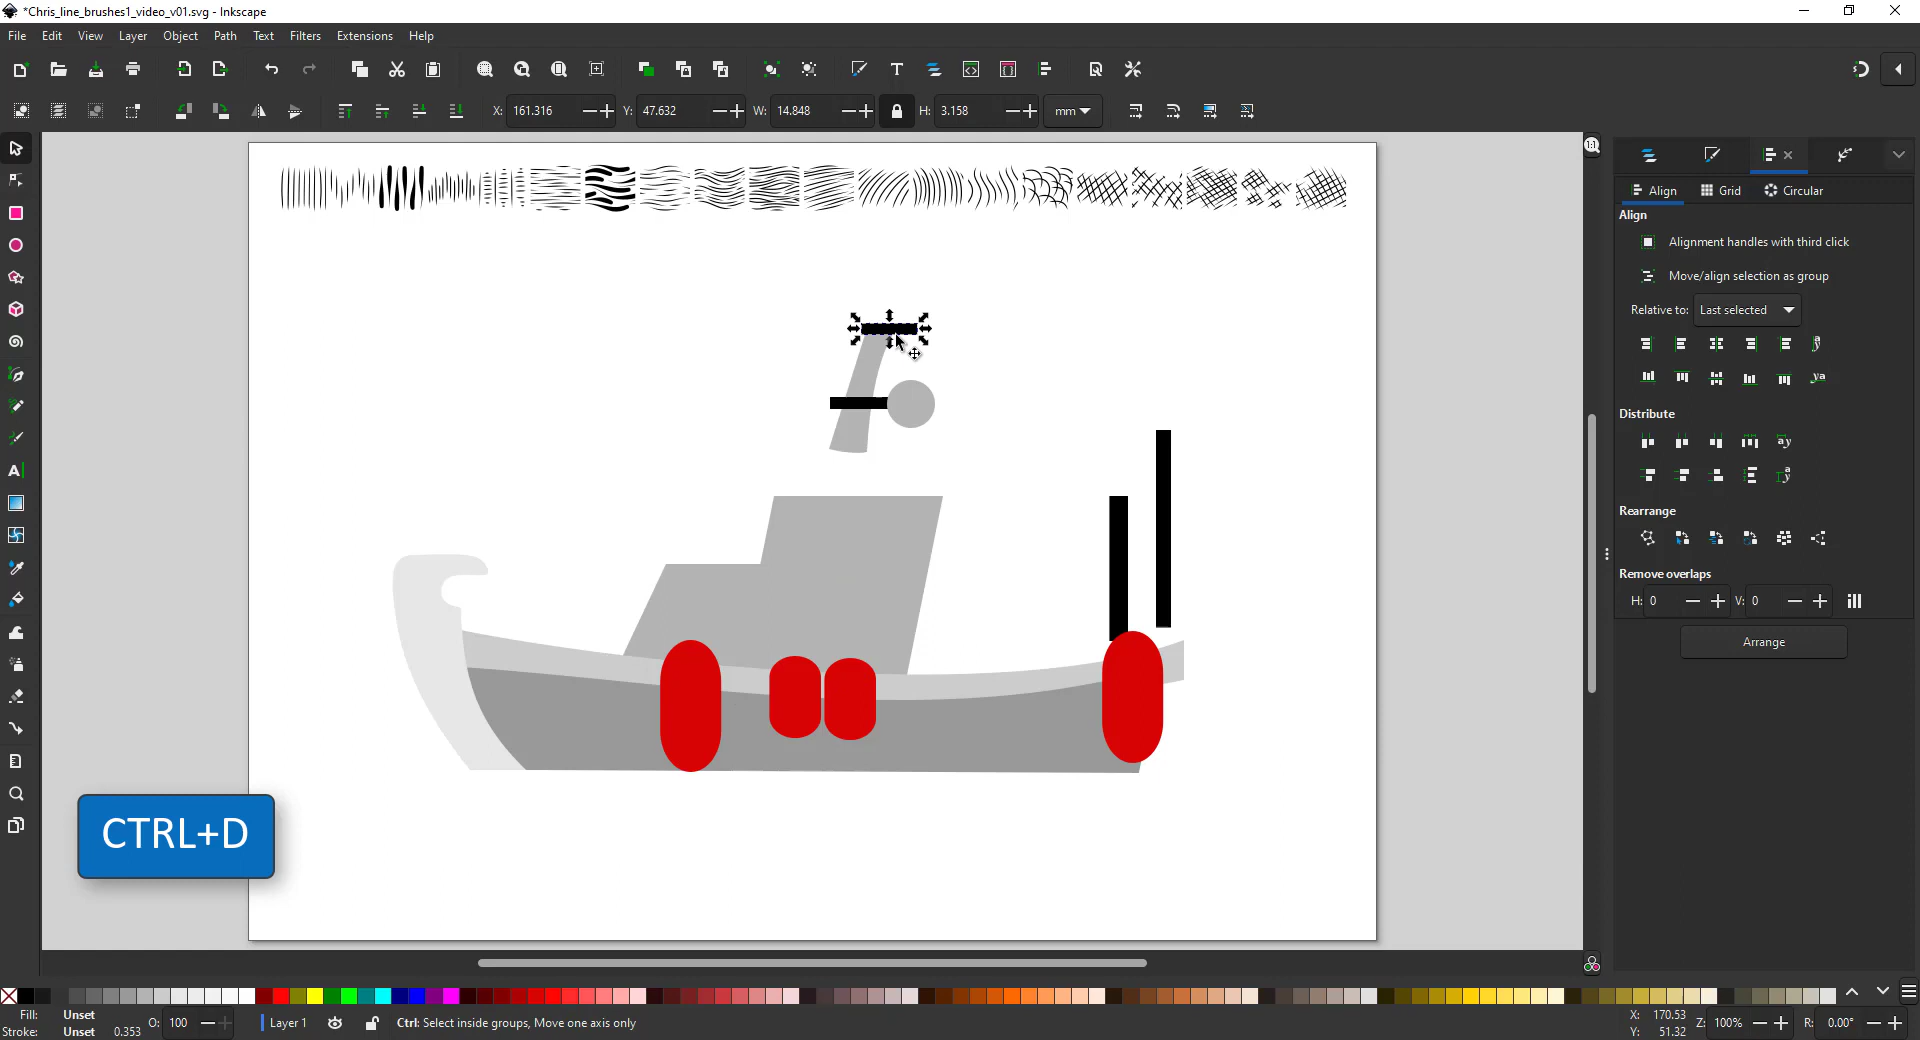 *Chris_line_brushes1_video_v01.svg - Inkscape
File Edit View Layer Object Path Text Filters Extensions Help
X: 161.316 Y: 47.632 W: 14.848 H: 3.158 mm
Align Grid Circular
Align
Alignment handles with third click
Move/align selection as group
Relative to: Last selected
Distribute
Rearrange
Remove overlaps
H: 0 V: 0
Arrange
CTRL+D
Fill: Unset
Stroke: Unset 0.353 O: 100 Layer 1 Ctrl: Select inside groups, Move one axis only
X: 170.53
Y: 51.32
Z: 100% R: 0.00°